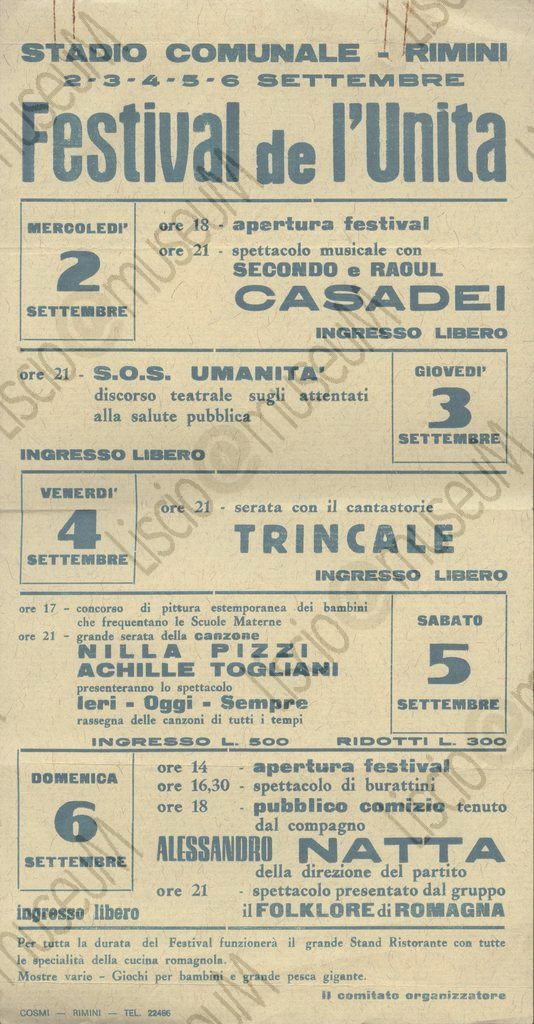 STADIO COMUNALE - RIMINI
2-3-4-5-6 SETTEMBRE
Festival de l'Unita
MERCOLEDI'
2
SETTEMBRE
ore 18 - apertura festival
ore 21 - spettacolo musicale con
SECONDO e RAOUL
CASADEI
INGRESSO LIBERO
ore 21 - S.O.S. UMANITA'
discorso teatrale sugli attentati
alla salute pubblica
INGRESSO LIBERO
GIOVEDI'
3
SETTEMBRE
VENERDI'
4
SETTEMBRE
ore 21 - serata con il cantastorie
TRINCALE
INGRESSO LIBERO
ore 17 - concorso di pittura estemporanea dei bambini
che frequentano le Scuole Materne
ore 21 - grande serata della canzone
NILLA PIZZI
ACHILLE TOGLIANI
presenteranno lo spettacolo
Ieri - Oggi - Sempre
rassegna delle canzoni di tutti i tempi
INGRESSO L. 500 RIDOTTI L. 300
SABATO
5
SETTEMBRE
DOMENICA
6
SETTEMBRE
ingresso libero
ore 14 - apertura festival
ore 16,30 - spettacolo di burattini
ore 18 - pubblico comizio tenuto
dal compagno
ALESSANDRO NATTA
della direzione del partito
ore 21 - spettacolo presentato dal gruppo
il FOLKLORE di ROMAGNA
Per tutta la durata del Festival funzionerà il grande Stand Ristorante con tutte
le specialità della cucina romagnola.
Mostre varie - Giochi per bambini e grande pesca gigante.
Il comitato organizzatore
COSMI — RIMINI — TEL. 22466
Liscio@museuM